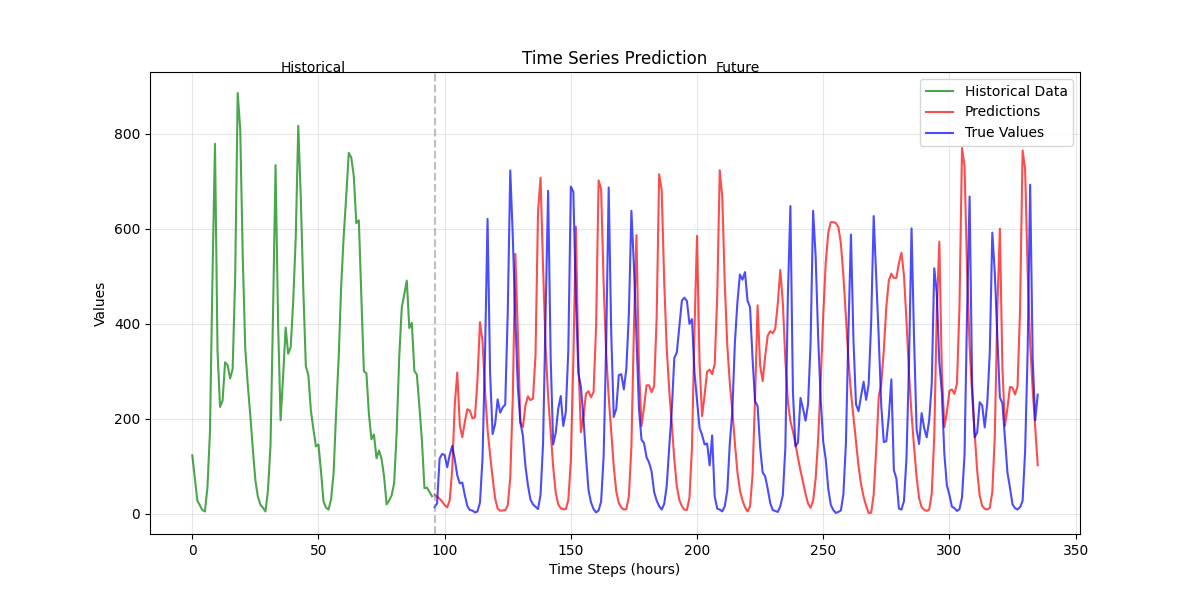 Time Series Prediction
Historical
Future
Historical Data
Predictions
True Values
Values
800
600
400
200
0
0
50
100
150
200
250
300
350
Time Steps (hours)